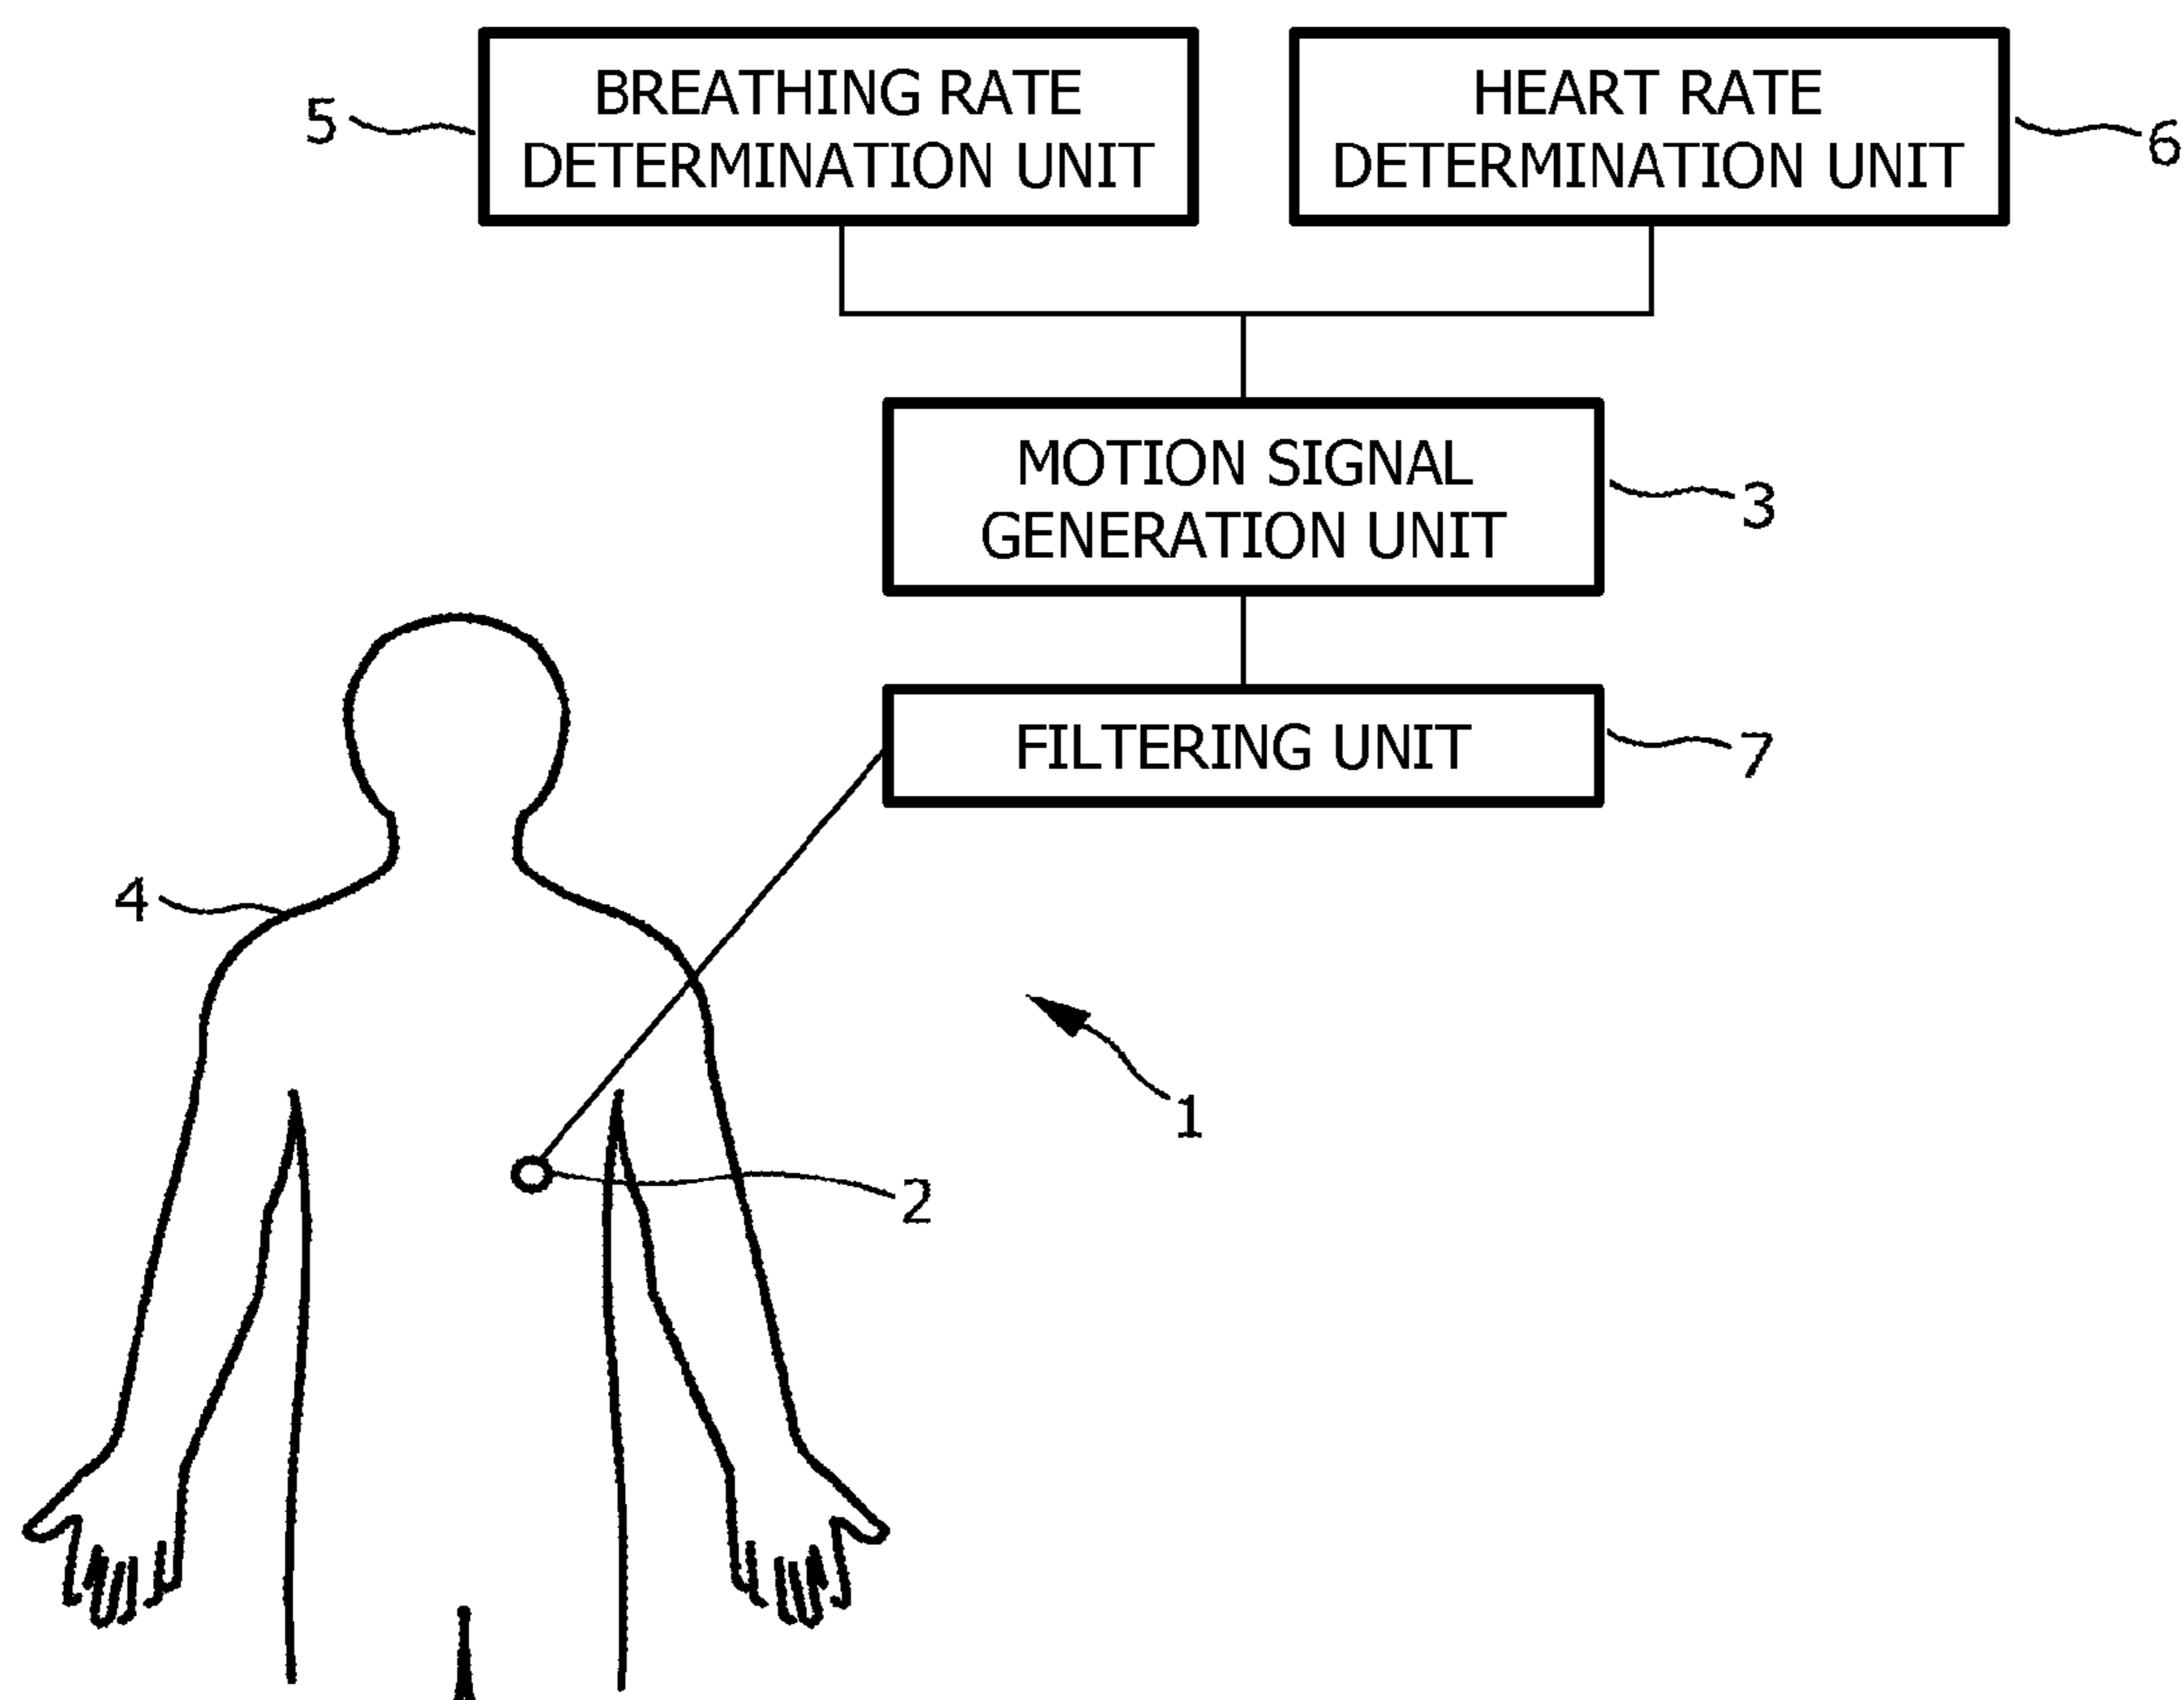 5
BREATHING RATE
DETERMINATION UNIT
HEART RATE
DETERMINATION UNIT
6
MOTION SIGNAL
GENERATION UNIT
3
FILTERING UNIT
7
4
1
2